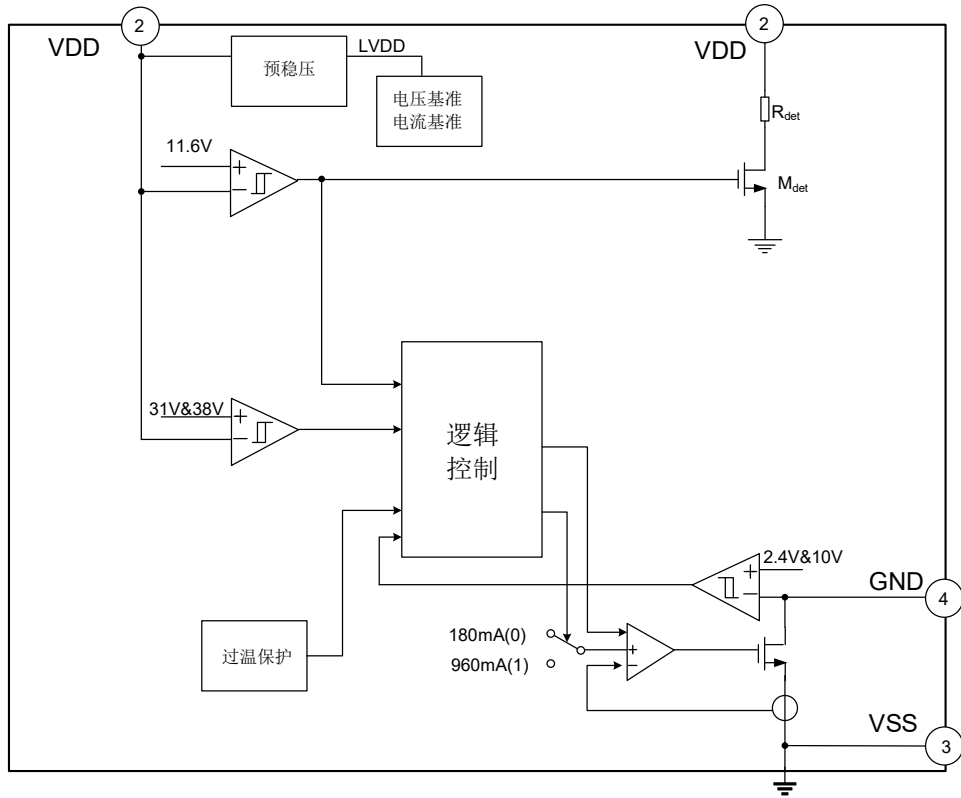 2
2
VDD
VDD
预稳压
LVDD
电压基准
电流基准
Rdet
Mdet
11.6V
+
−
31V&38V
+
−
逻辑
控制
2.4V&10V
+
−
GND
4
过温保护
180mA(0)
960mA(1)
+
+
−
VSS
3